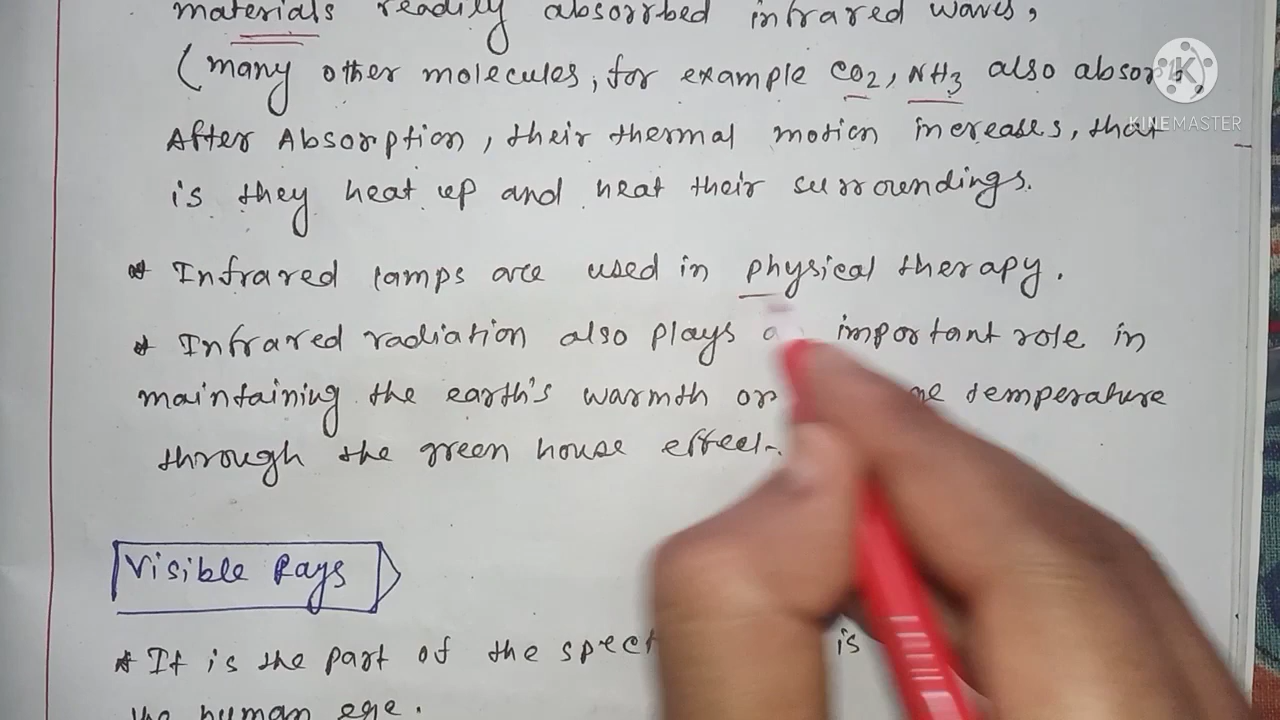 materials readily absorbed infrared waves,
(many other molecules, for example CO2, NH3 also absorb,
After Absorption, their thermal motion increases, that
is they heat up and heat their surroundings.
* Infrared lamps are used in physical therapy.
* Infrared radiation also plays important role in
maintaining the earth's warmth or temperature
through the green house effect.
Visible Rays
* It is the part of the is
the human eye.
KINEMASTER